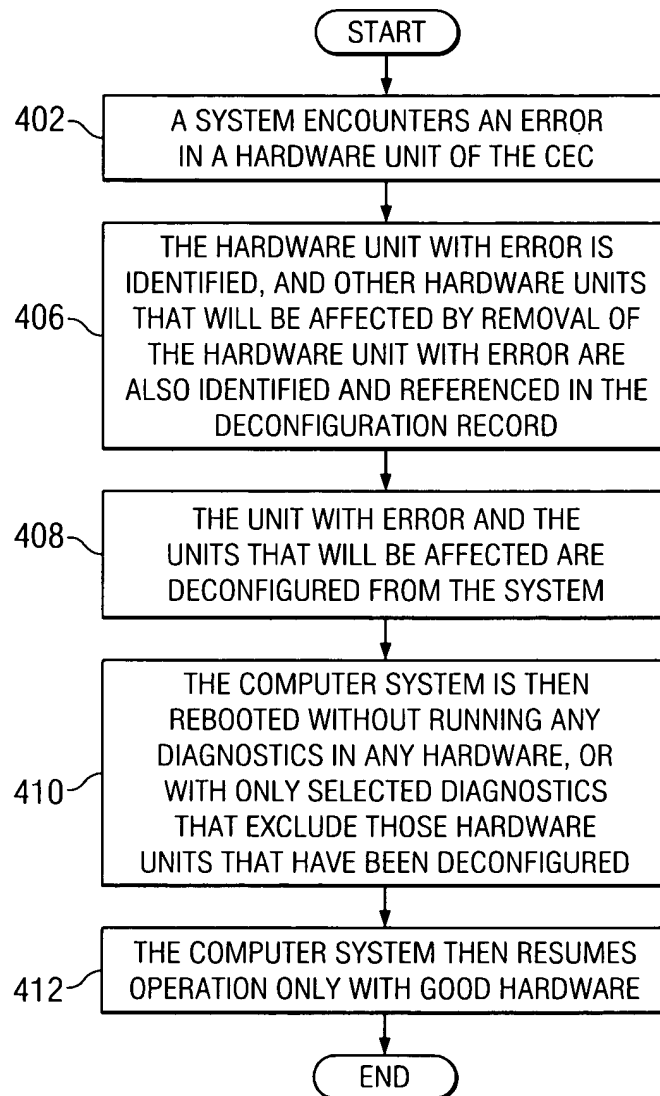 START
402
A SYSTEM ENCOUNTERS AN ERROR
IN A HARDWARE UNIT OF THE CEC
406
THE HARDWARE UNIT WITH ERROR IS
IDENTIFIED, AND OTHER HARDWARE UNITS
THAT WILL BE AFFECTED BY REMOVAL OF
THE HARDWARE UNIT WITH ERROR ARE
ALSO IDENTIFIED AND REFERENCED IN THE
DECONFIGURATION RECORD
408
THE UNIT WITH ERROR AND THE
UNITS THAT WILL BE AFFECTED ARE
DECONFIGURED FROM THE SYSTEM
410
THE COMPUTER SYSTEM IS THEN
REBOOTED WITHOUT RUNNING ANY
DIAGNOSTICS IN ANY HARDWARE, OR
WITH ONLY SELECTED DIAGNOSTICS
THAT EXCLUDE THOSE HARDWARE
UNITS THAT HAVE BEEN DECONFIGURED
412
THE COMPUTER SYSTEM THEN RESUMES
OPERATION ONLY WITH GOOD HARDWARE
END